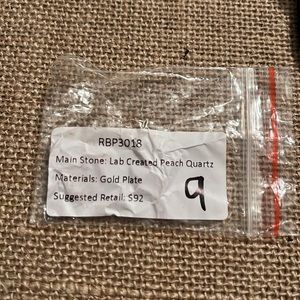 RBP3018
Main Stone: Lab Created Peach Quartz
Materials: Gold Plate
Suggested Retail: $92
9